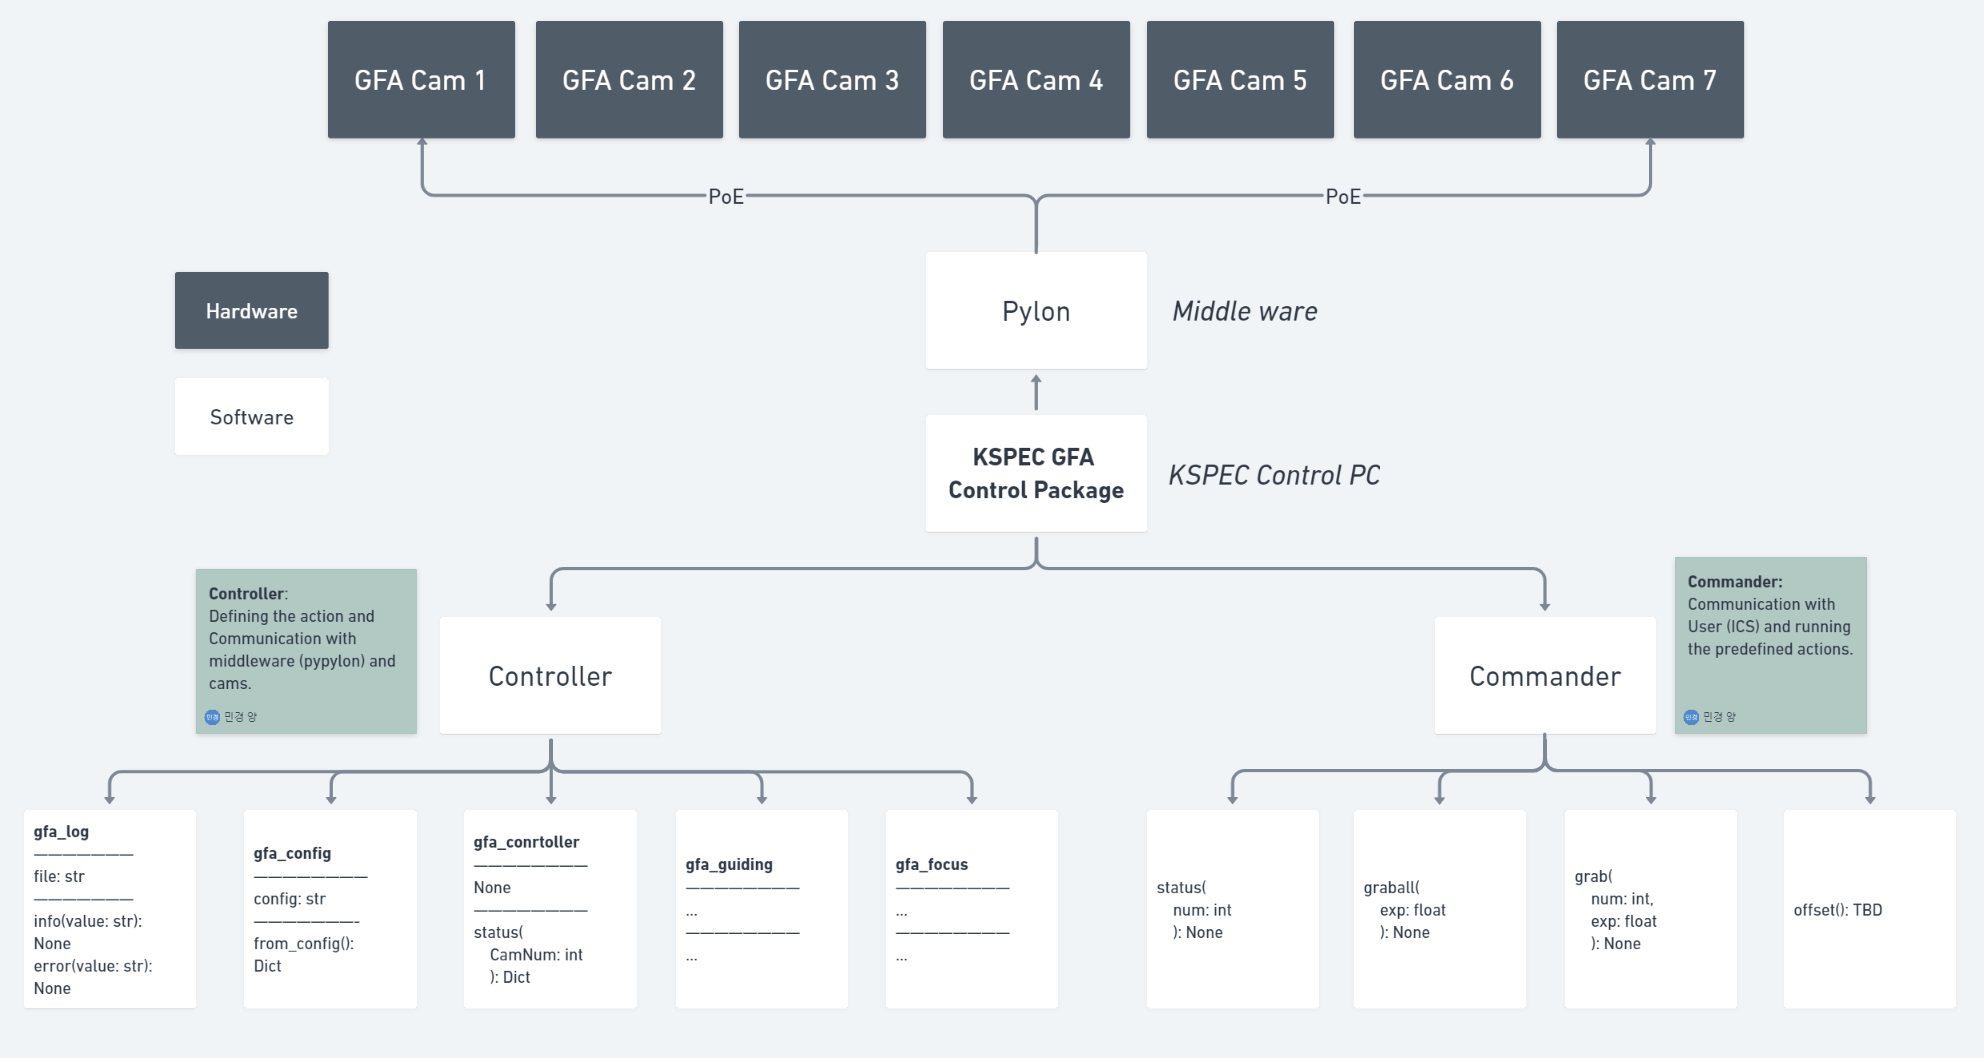 GFA Cam 1
GFA Cam 2
GFA Cam 3
GFA Cam 4
GFA Cam 5
GFA Cam 6
GFA Cam 7
PoE
PoE
Hardware
Software
Pylon
Middle ware
KSPEC GFA
Control Package
KSPEC Control PC
Controller:
Defining the action and
Communication with
middleware (pypylon) and
cams.
민경 민경 양
Controller
Commander
Commander:
Communication with
User (ICS) and running
the predefined actions.
민경 민경 양
gfa_log
———————
file: str
———————
info(value: str):
None
error(value: str):
None
gfa_config
————————
config: str
———————-
from_config():
Dict
gfa_conrtoller
————————
None
————————
status(
CamNum: int
): Dict
gfa_guiding
————————
...
————————
...
gfa_focus
————————
...
————————
...
status(
num: int
): None
graball(
exp: float
): None
grab(
num: int,
exp: float
): None
offset(): TBD